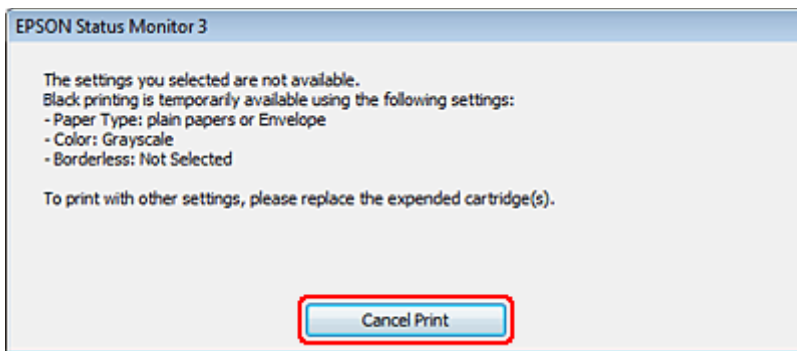 EPSON Status Monitor 3
The settings you selected are not available.
Black printing is temporarily available using the following settings:
- Paper Type: plain papers or Envelope
- Color: Grayscale
- Borderless: Not Selected
To print with other settings, please replace the expended cartridge(s).
Cancel Print